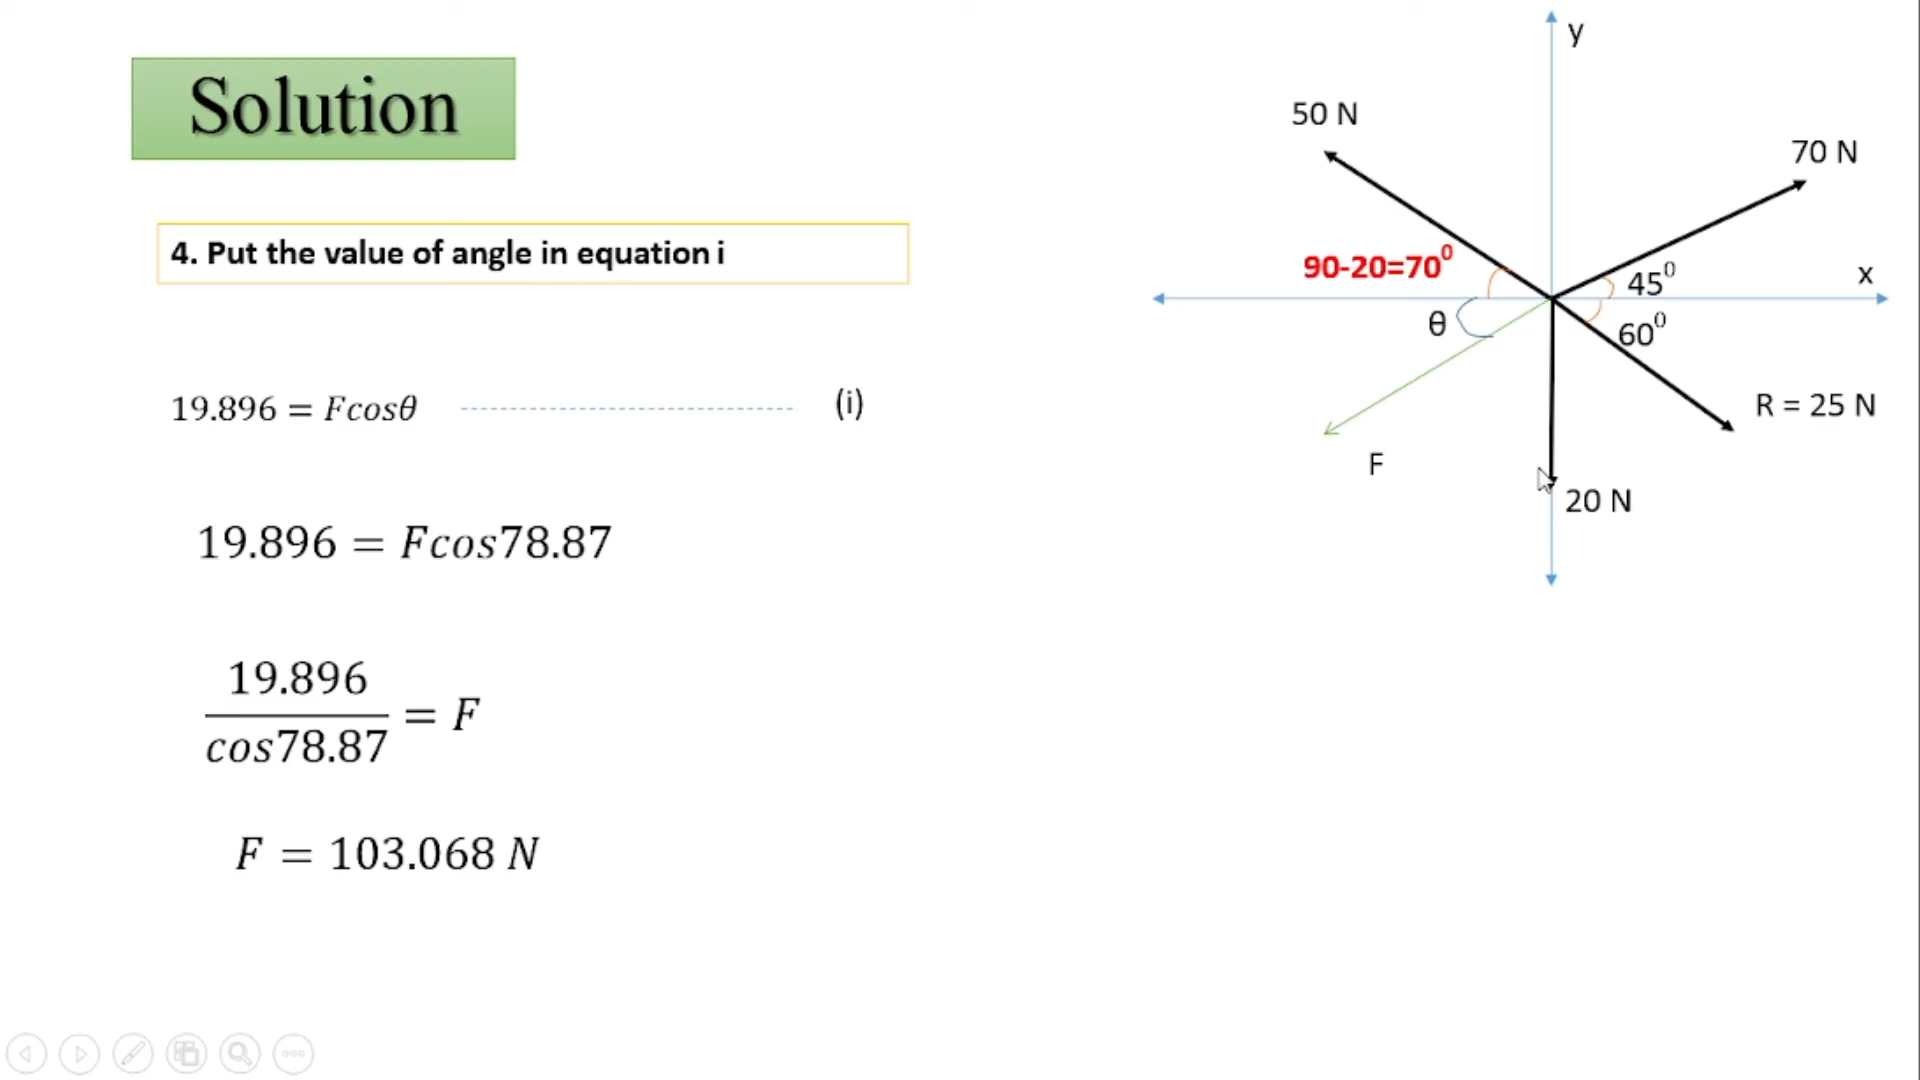 Solution
4. Put the value of angle in equation i
19.896 = Fcosθ (i)
19.896 = Fcos78.87
19.896
cos78.87
= F
F = 103.068 N
y
50 N
70 N
90-20=70⁰
45⁰
x
θ
60⁰
R = 25 N
F
20 N